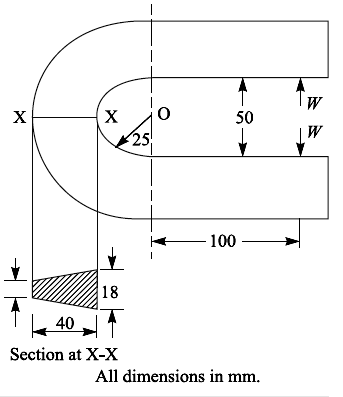 W
X X O 50
W
25
100
18
40
Section at X-X
All dimensions in mm.